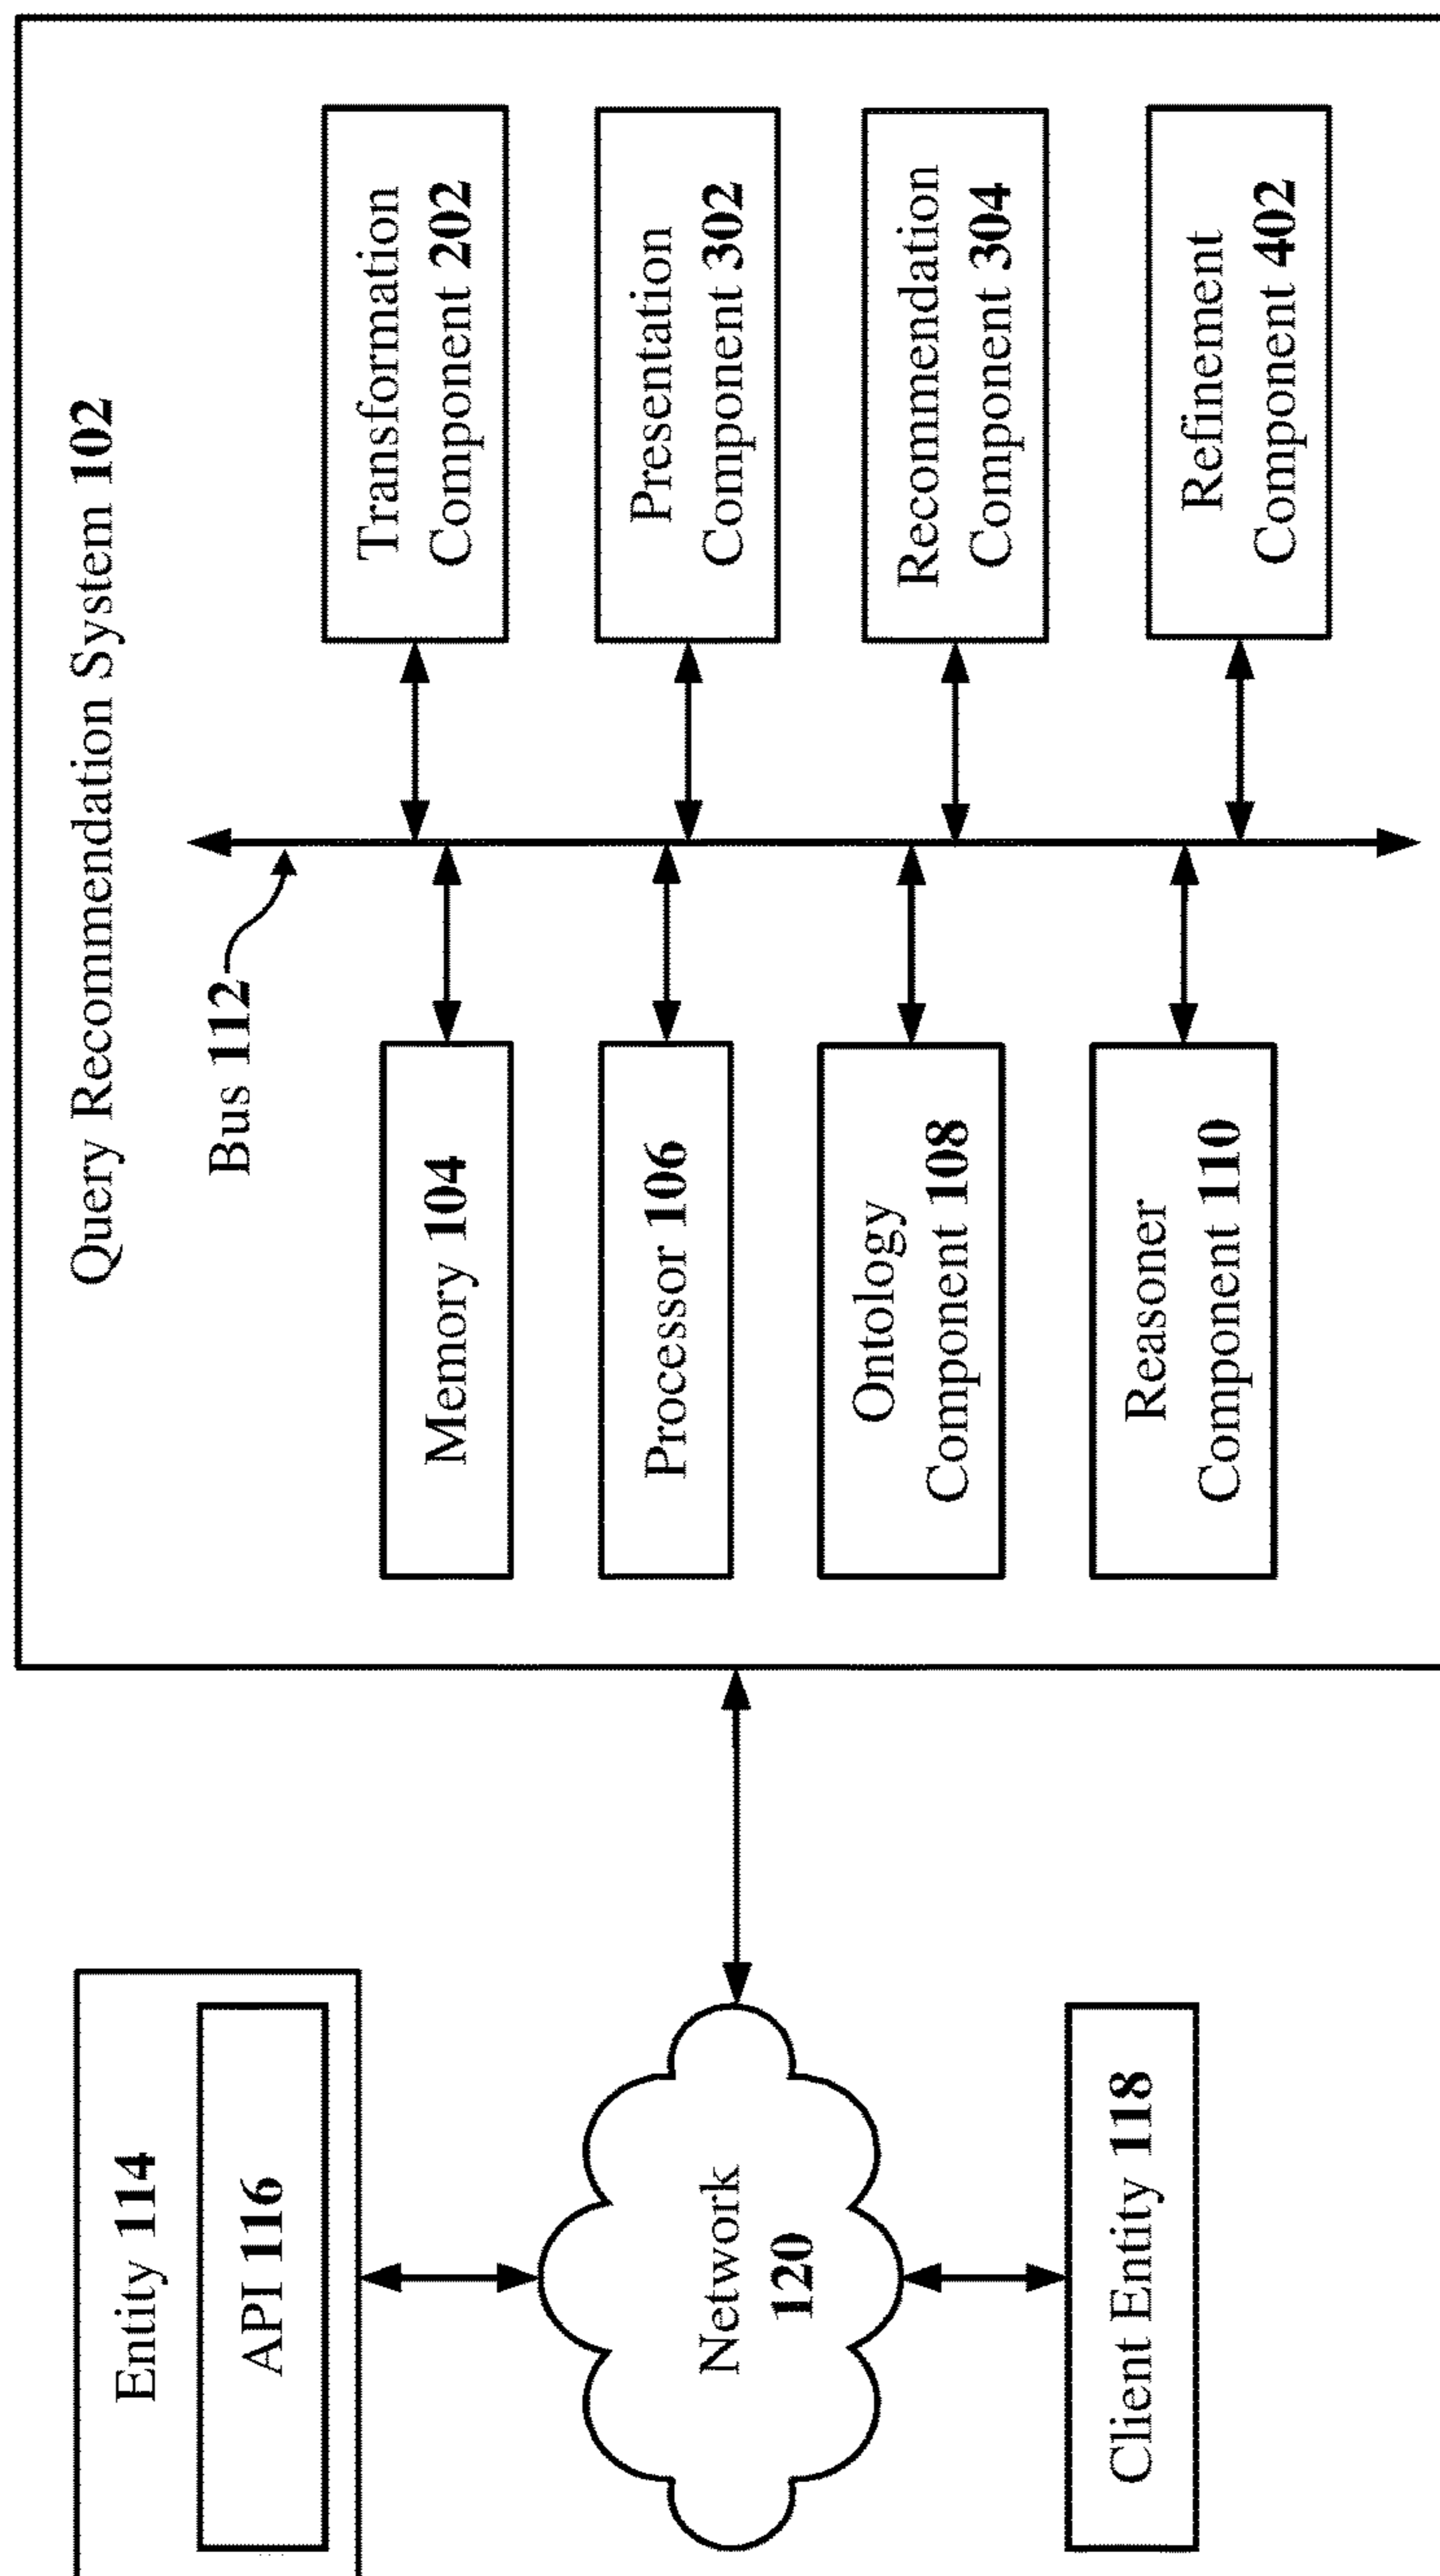 Entity 114
API 116
Network
120
Client Entity 118
Query Recommendation System 102
Bus 112
Memory 104
Processor 106
Ontology
Component 108
Reasoner
Component 110
Transformation
Component 202
Presentation
Component 302
Recommendation
Component 304
Refinement
Component 402